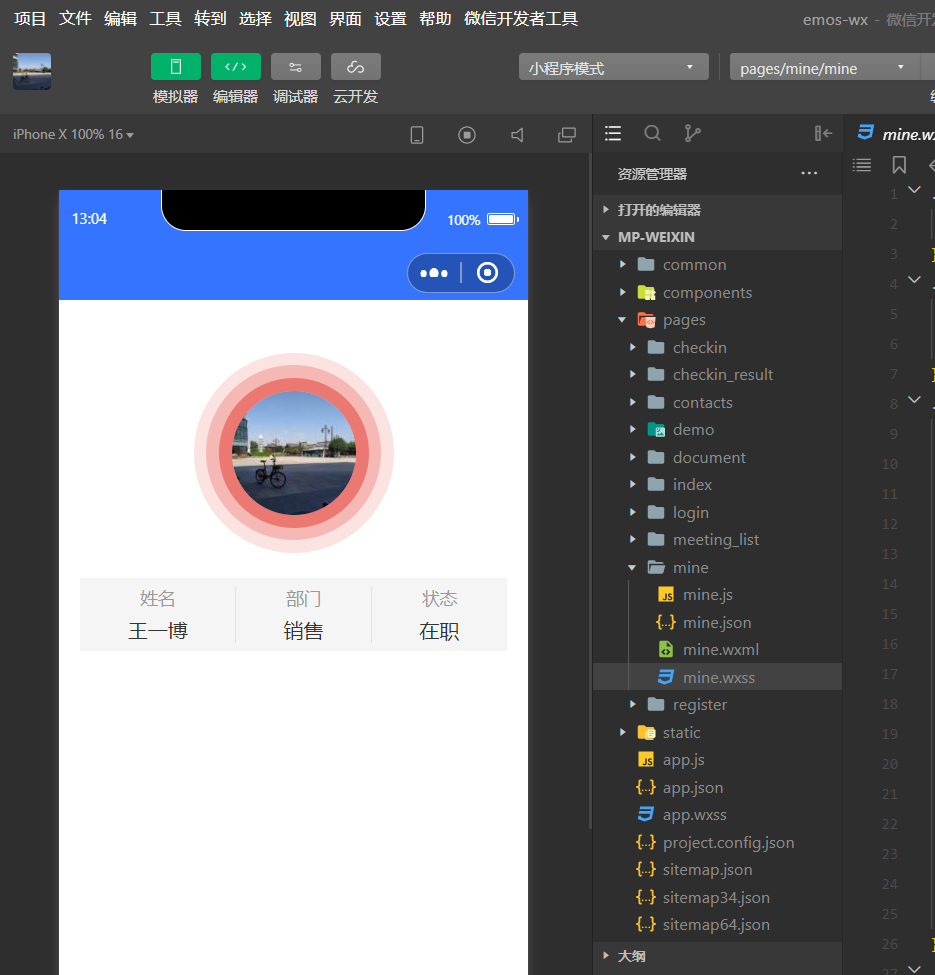 项目 文件 编辑 工具 转到 选择 视图 界面 设置 帮助 微信开发者工具 emos-wx - 微信开
模拟器 编辑器 调试器 云开发
小程序模式 pages/mine/mine
iPhone X 100% 16
13:04 100%
姓名 部门 状态
王一博 销售 在职
资源管理器
打开的编辑器
MP-WEIXIN
common
components
pages
checkin
checkin_result
contacts
demo
document
index
login
meeting_list
mine
JS mine.js
{..} mine.json
mine.wxml
mine.wxss
register
static
JS app.js
{..} app.json
app.wxss
{..} project.config.json
{..} sitemap.json
{..} sitemap34.json
{..} sitemap64.json
大纲
mine.wx
1
2
3
4
5
6
7
8
9
10
11
12
13
14
15
16
17
18
19
20
21
22
23
24
25
26
27